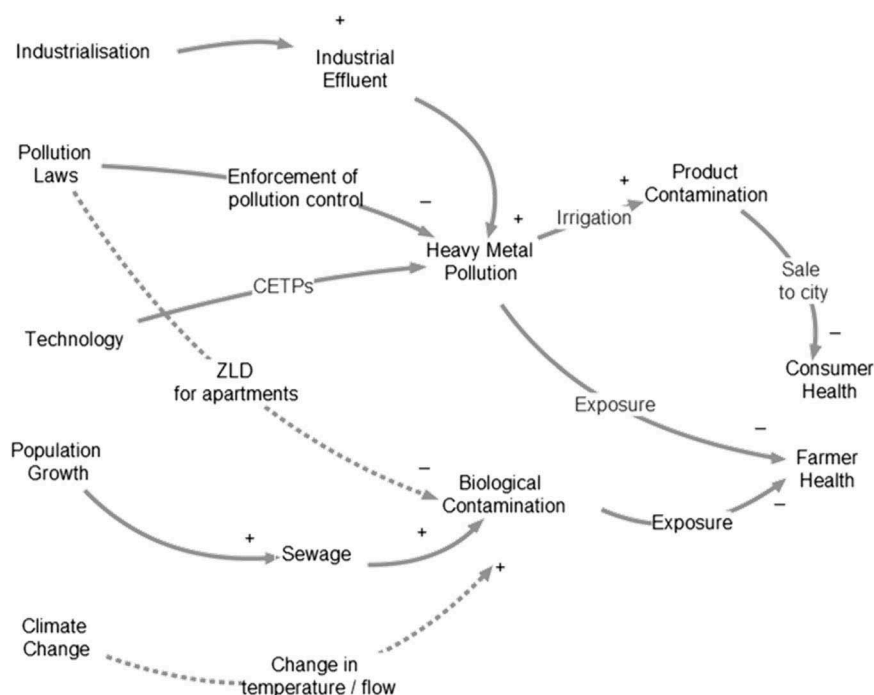 +
Industrialisation
Industrial
Effluent
Pollution
Laws
Enforcement of
pollution control
–
+
Heavy Metal
Pollution
Irrigation
+
Product
Contamination
Sale
to city
–
Consumer
Health
CETPs
Technology
ZLD
for apartments
Exposure
–
Farmer
Health
Population
Growth
–
Biological
Contamination
Exposure
–
+
Sewage
+
+
Climate
Change
Change in
temperature / flow